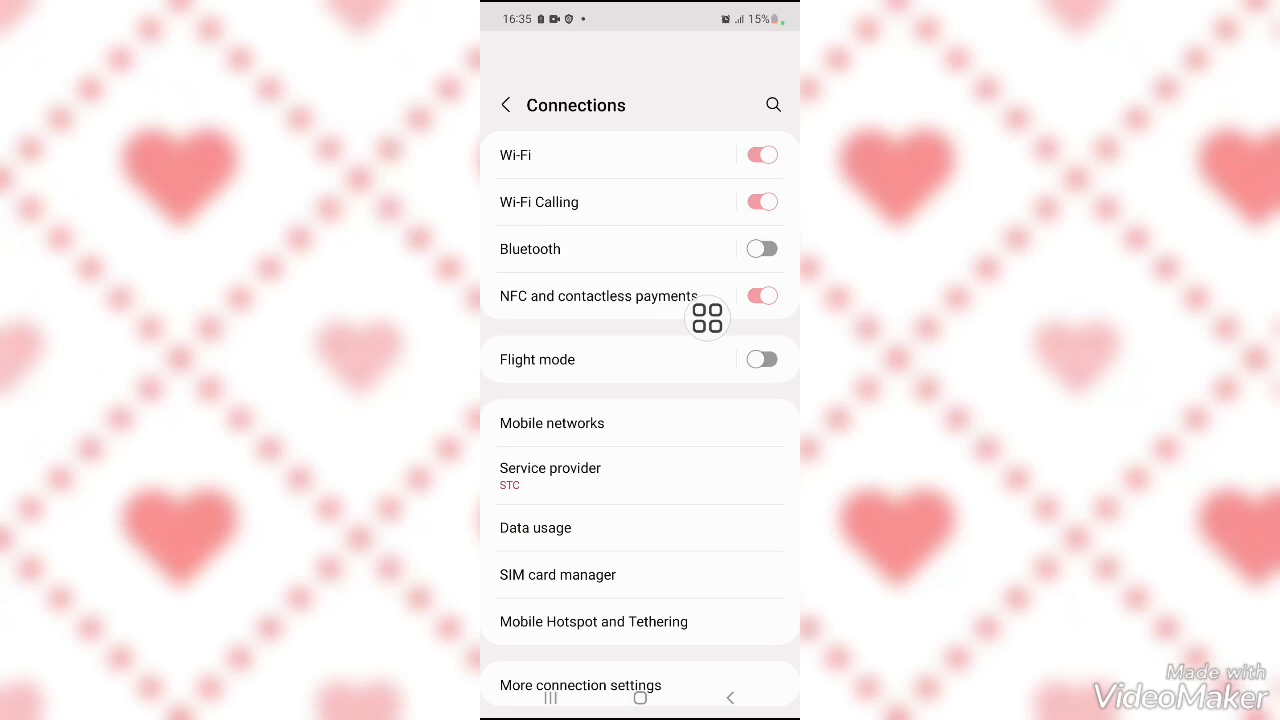 16:35
15%
Connections
Wi-Fi
Wi-Fi Calling
Bluetooth
NFC and contactless payments
Flight mode
Mobile networks
Service provider
STC
Data usage
SIM card manager
Mobile Hotspot and Tethering
More connection settings
Made with
VideoMaker